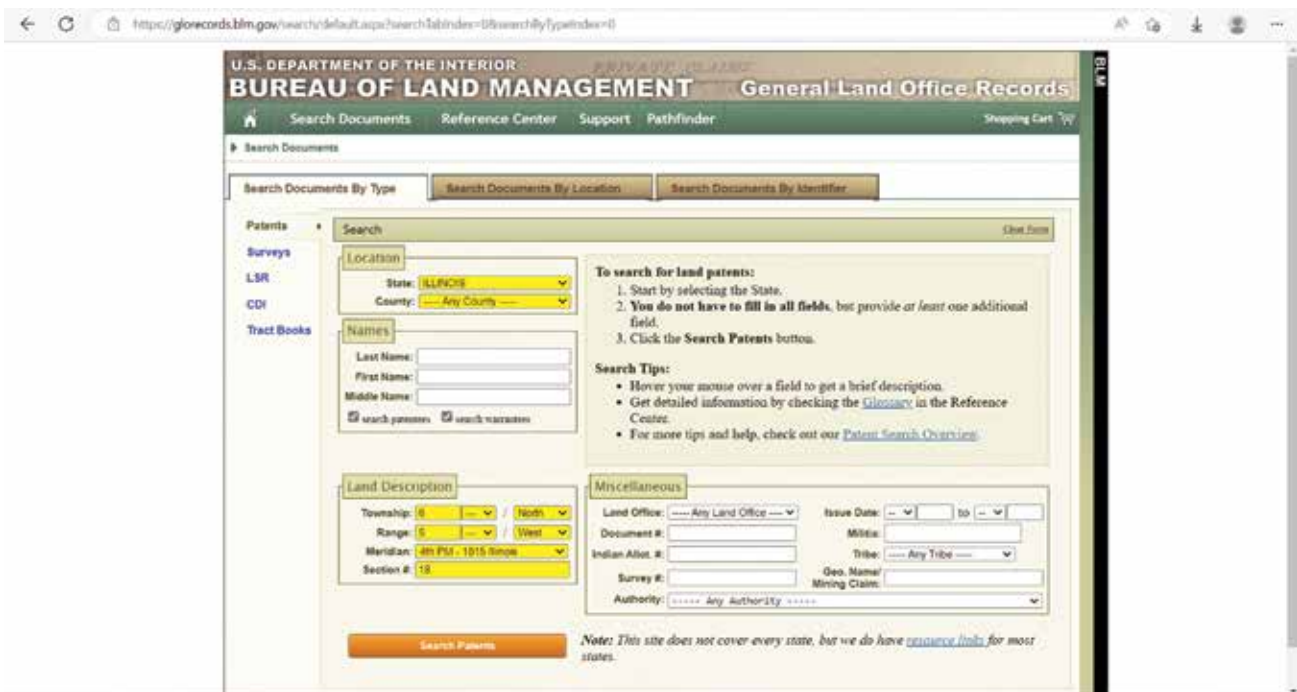 https://glorecords.blm.gov/search/default.aspx?searchTabIndex=0&searchByTypeIndex=0
U.S. DEPARTMENT OF THE INTERIOR
BUREAU OF LAND MANAGEMENT General Land Office Records
BLM
Search Documents Reference Center Support Pathfinder Shopping Cart
Search Documents
Search Documents By Type Search Documents By Location Search Documents By Identifier
Patents
Surveys
LSR
CDI
Tract Books
Search Clear Form
Location
State: ILLINOIS
County: ---- Any County ----
Names
Last Name:
First Name:
Middle Name:
search patentees search warrantees
To search for land patents:
1. Start by selecting the State.
2. You do not have to fill in all fields, but provide at least one additional
field.
3. Click the Search Patents button.
Search Tips:
• Hover your mouse over a field to get a brief description.
• Get detailed information by checking the Glossary in the Reference
Center.
• For more tips and help, check out our Patent Search Overview.
Land Description
Township: 6 --- / North
Range: 5 --- / West
Meridian: 4th PM - 1815 Illinois
Section #: 18
Miscellaneous
Land Office: ---- Any Land Office ---- Issue Date: -- to --
Document #: Militia:
Indian Allot. #: Tribe: ---- Any Tribe ----
Survey #: Geo. Name/
Mining Claim:
Authority: ----- Any Authority -----
Search Patents
Note: This site does not cover every state, but we do have resource links for most
states.